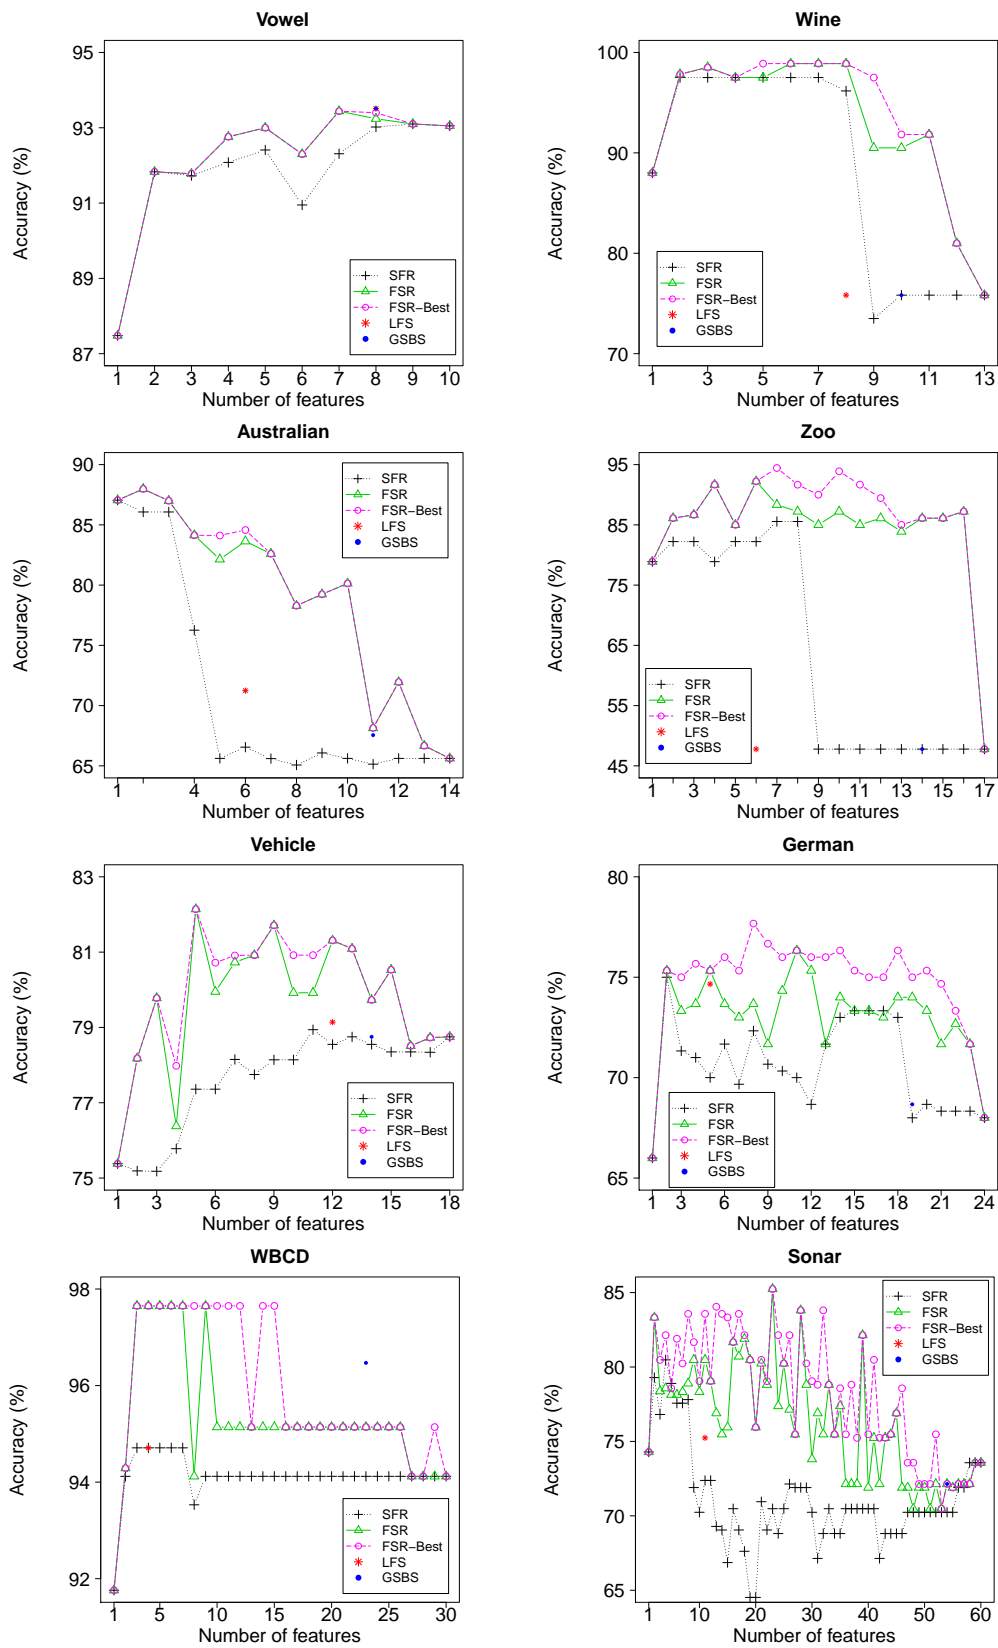 Vowel
95
93
91
89
87
Accuracy (%)
1 2 3 4 5 6 7 8 9 10
Number of features
SFR
FSR
FSR−Best
LFS
GSBS
Wine
100
90
80
70
Accuracy (%)
1 3 5 7 9 11 13
Number of features
SFR
FSR
FSR−Best
LFS
GSBS
Australian
90
85
80
75
70
65
Accuracy (%)
1 4 6 8 10 12 14
Number of features
SFR
FSR
FSR−Best
LFS
GSBS
Zoo
95
85
75
65
55
45
Accuracy (%)
1 3 5 7 9 11 13 15 17
Number of features
SFR
FSR
FSR−Best
LFS
GSBS
Vehicle
83
81
79
77
75
Accuracy (%)
1 3 6 9 12 15 18
Number of features
SFR
FSR
FSR−Best
LFS
GSBS
German
80
75
70
65
Accuracy (%)
1 3 6 9 12 15 18 21 24
Number of features
SFR
FSR
FSR−Best
LFS
GSBS
WBCD
98
96
94
92
Accuracy (%)
1 5 10 15 20 25 30
Number of features
SFR
FSR
FSR−Best
LFS
GSBS
Sonar
85
80
75
70
65
Accuracy (%)
1 10 20 30 40 50 60
Number of features
SFR
FSR
FSR−Best
LFS
GSBS